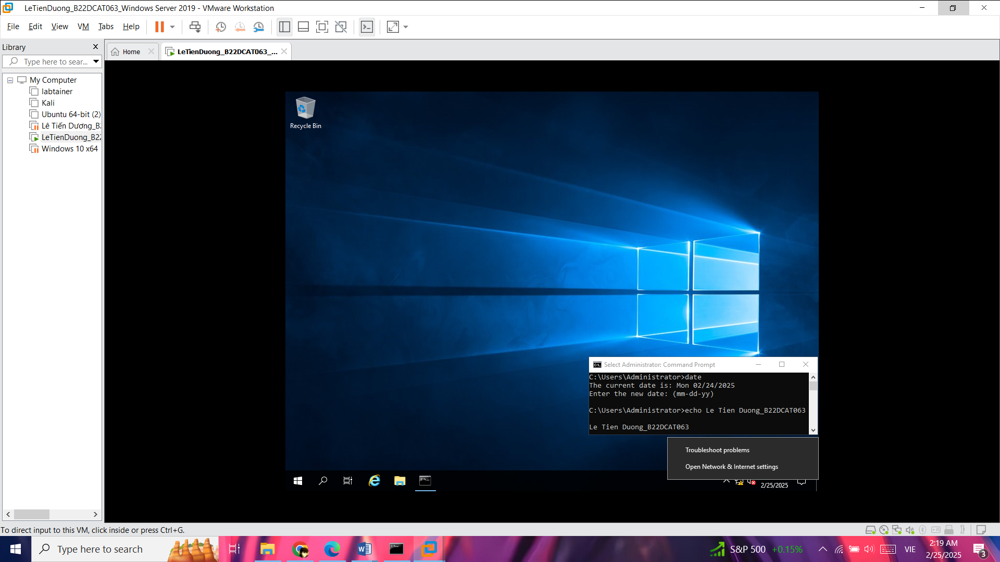 LeTienDuong_B22DCAT063_Windows Server 2019 - VMware Workstation
File Edit View VM Tabs Help
Library
Type here to sear...
Home
LeTienDuong_B22DCAT063_...
My Computer
labtainer
Kali
Ubuntu 64-bit (2)
Lê Tiến Dương_B2
LeTienDuong_B22
Windows 10 x64
Recycle Bin
Select Administrator: Command Prompt
C:\Users\Administrator>date
The current date is: Mon 02/24/2025
Enter the new date: (mm-dd-yy)
C:\Users\Administrator>echo Le Tien Duong_B22DCAT063
Le Tien Duong_B22DCAT063
Troubleshoot problems
Open Network & Internet settings
2/25/2025
To direct input to this VM, click inside or press Ctrl+G.
Type here to search
S&P 500 +0.15%
VIE
2:19 AM
2/25/2025
3